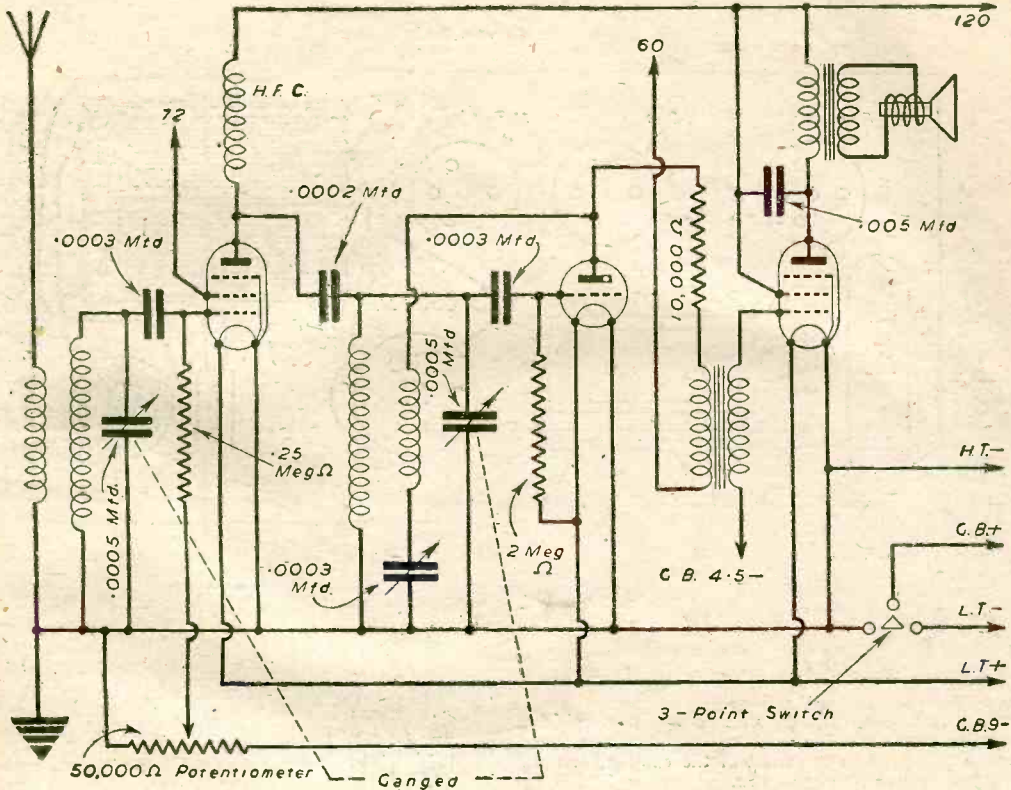 120
60
H.F.C.
72
.0002 Mfd
.0003 Mfd
.0003 Mfd
.005 Mfd
10,000 Ω
.0005 Mfd
.25
Meg Ω
.0005 Mfd.
.0003
Mfd.
2 Meg
Ω
G.B. 4.5-
H.T.-
G.B.+
L.T-
L.T+
3-Point Switch
G.B.9-
50,000Ω Potentiometer
Ganged